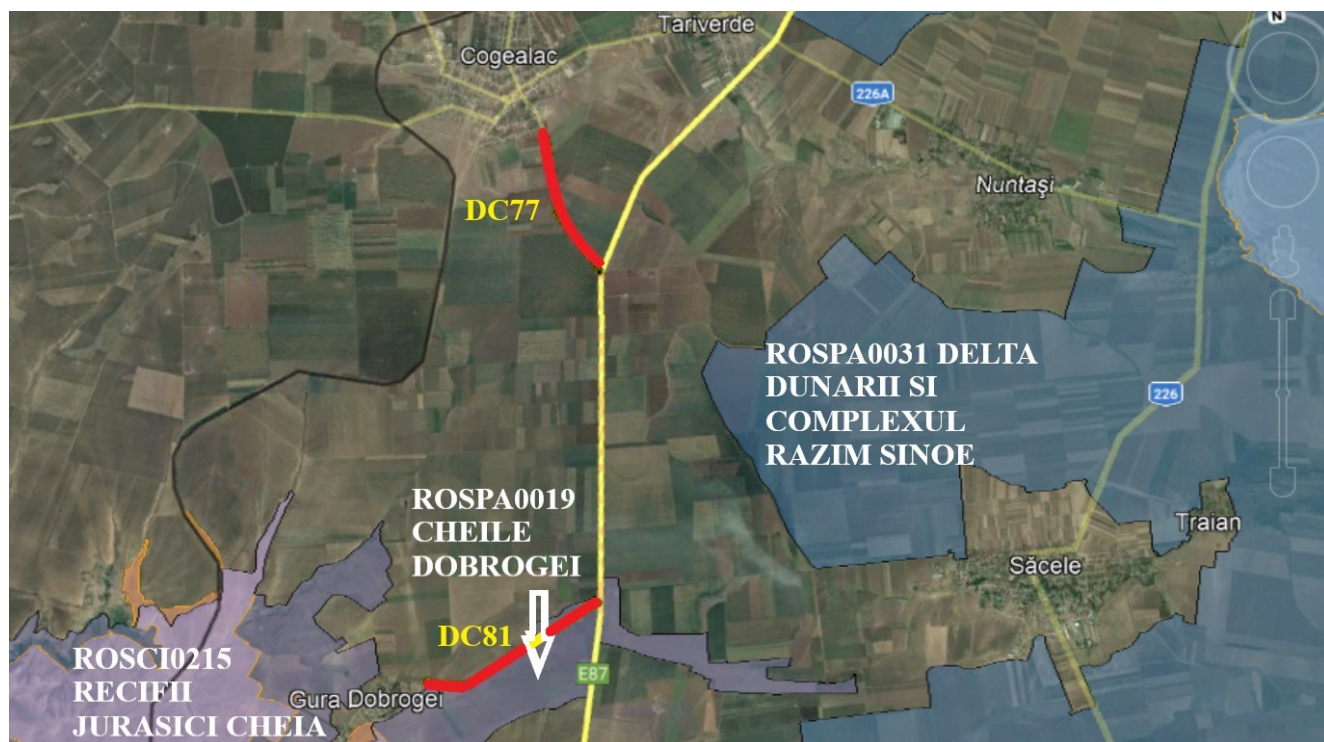 Tariverde
N
Cogealac
226A
Nuntaşi
DC77
ROSPA0031 DELTA
DUNARII SI
COMPLEXUL
RAZIM SINOE
226
ROSPA0019
CHEILE
DOBROGEI
Traian
Săcele
DC81
ROSCI0215
RECIFII
JURASICI CHEIA
Gura Dobrogei
E87